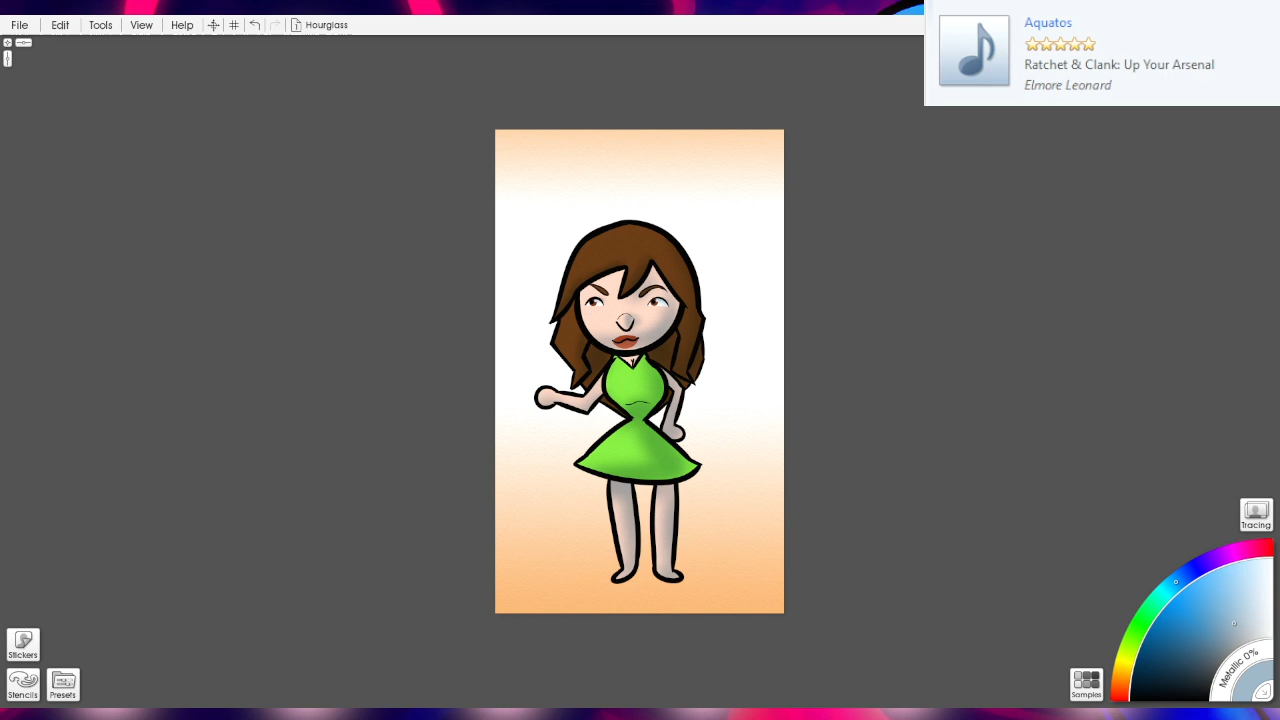 File Edit Tools View Help Hourglass
Aquatos
Ratchet & Clank: Up Your Arsenal
Elmore Leonard
Tracing
Metallic 0%
Samples
Stickers
Stencils Presets